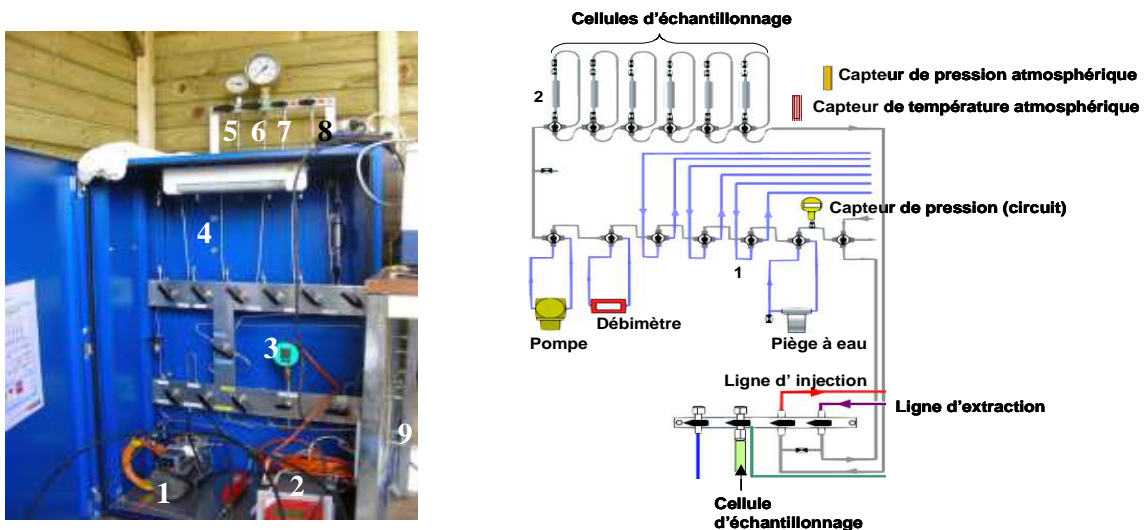 5 6 7 8
4
3
9
1
2
Cellules d'échantillonnage
2
Capteur de pression atmosphérique
Capteur de température atmosphérique
Capteur de pression (circuit)
1
Débimètre
Pompe
Piège à eau
Ligne d' injection
Ligne d'extraction
Cellule
d'échantillonnage